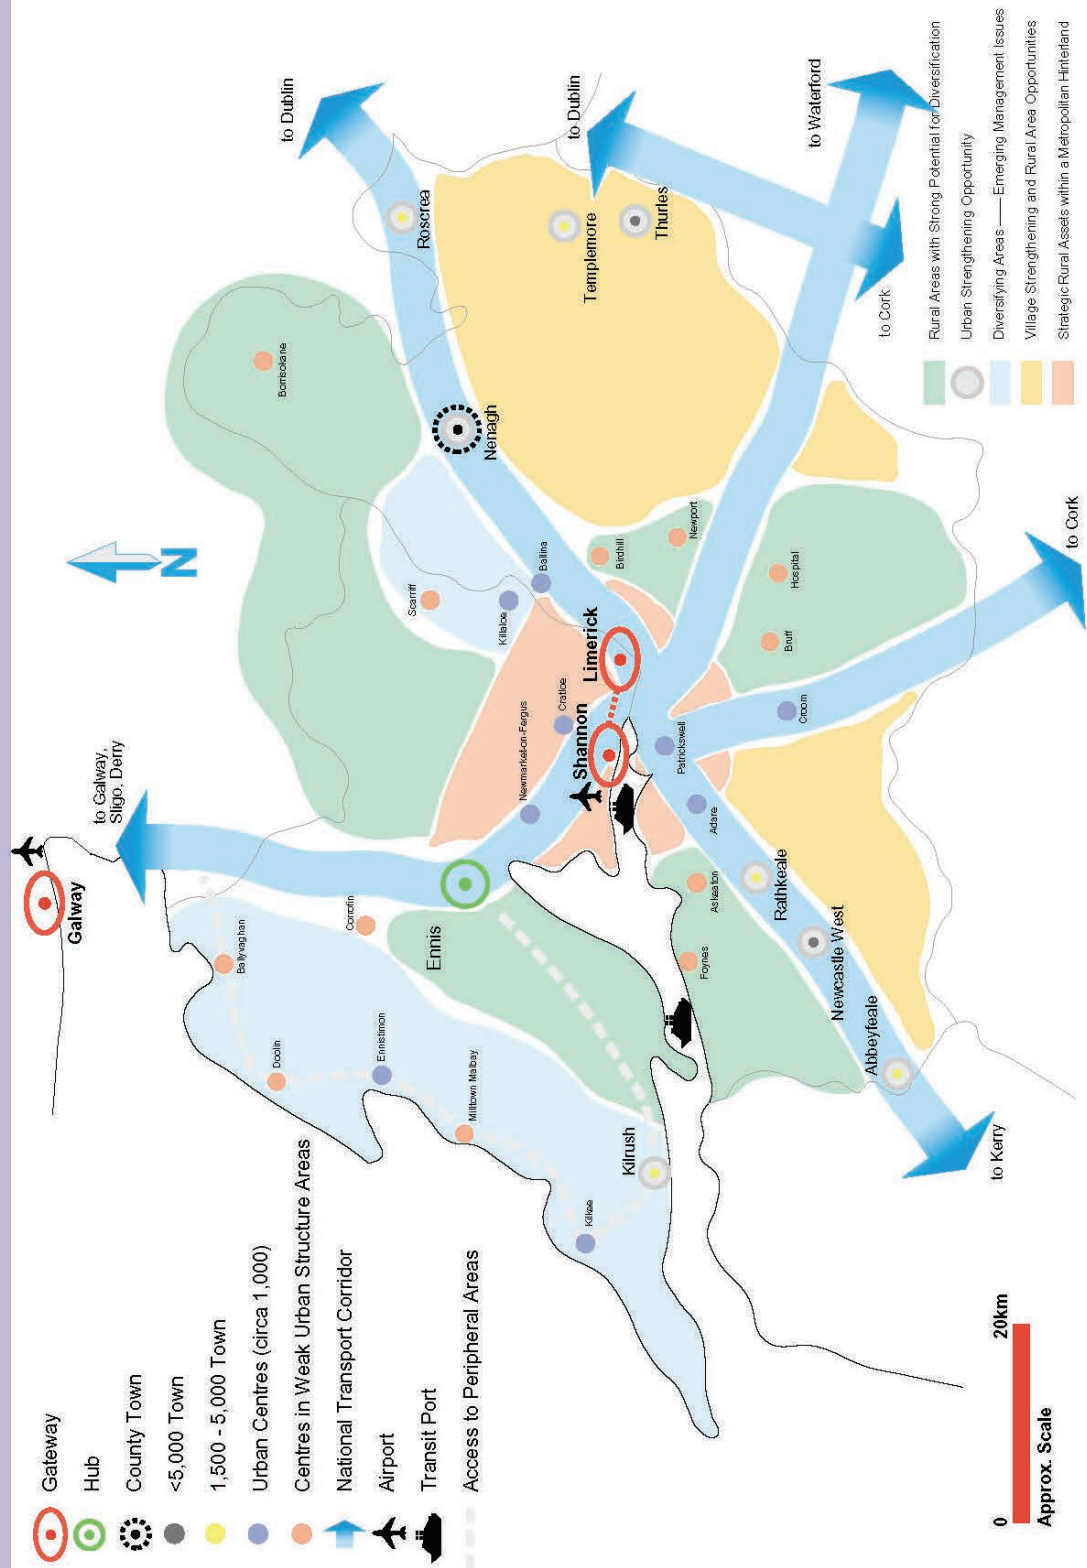 Gateway
Hub
County Town
<5,000 Town
1,500 - 5,000 Town
Urban Centres (circa 1,000)
Centres in Weak Urban Structure Areas
National Transport Corridor
Airport
Transit Port
Access to Peripheral Areas
0
20km
Approx. Scale
Galway
to Galway,
Sligo, Derry
N
to Dublin
Roscrea
Borrisokane
Nenagh
Templemore
Thurles
to Dublin
to Waterford
to Cork
Scarriff
Killaloe
Ballina
Birdhill
Newport
Limerick
Shannon
Cratloe
Newmarket-on-Fergus
Ballyvaghan
Corrofin
Ennis
Doolin
Ennistimon
Milltown Malbay
Kilkee
Kilrush
Foynes
Askeaton
Adare
Patrickswell
Croom
Bruff
Hospital
Rathkeale
Newcastle West
Abbeyfeale
to Kerry
to Cork
Rural Areas with Strong Potential for Diversification
Urban Strengthening Opportunity
Diversifying Areas —— Emerging Management Issues
Village Strengthening and Rural Area Opportunities
Strategic Rural Assets within a Metropolitan Hinterland